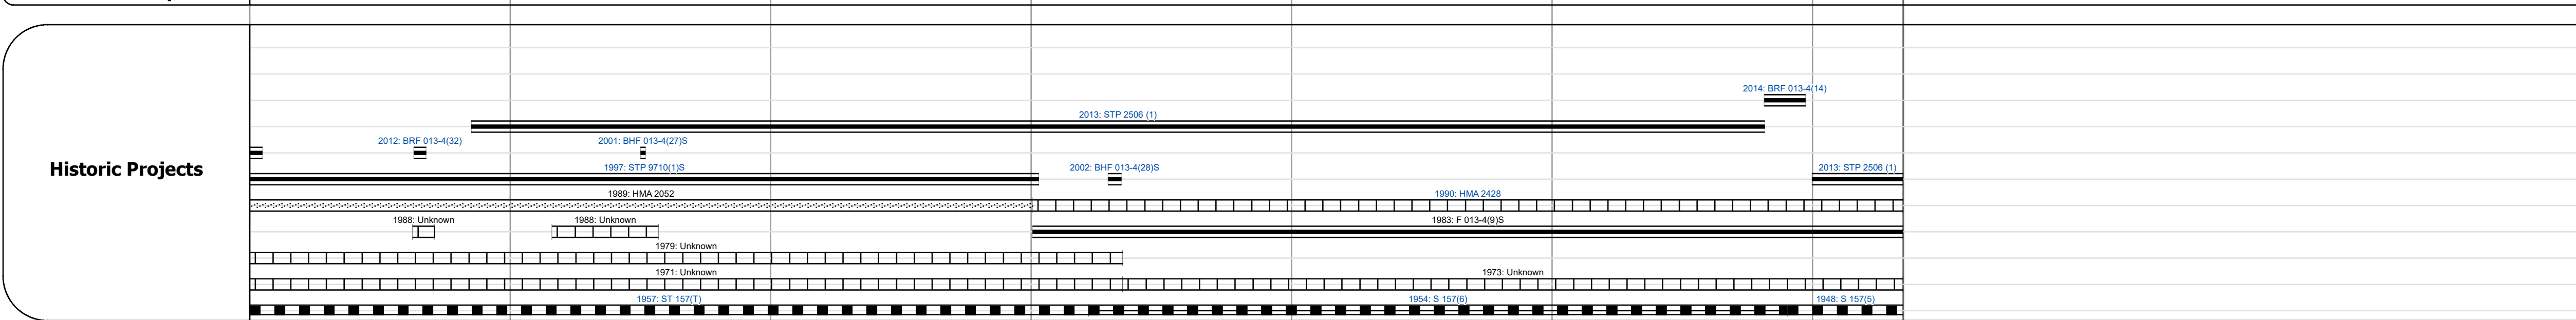 2014: BRF 013-4(14)
2013: STP 2506 (1)
2012: BRF 013-4(32) 2001: BHF 013-4(27)S
Historic Projects
1997: STP 9710(1)S 2002: BHF 013-4(28)S 2013: STP 2506 (1)
1989: HMA 2052 1990: HMA 2428
1988: Unknown 1988: Unknown 1983: F 013-4(9)S
1979: Unknown
1971: Unknown 1973: Unknown
1957: ST 157(T) 1954: S 157(6) 1948: S 157(5)